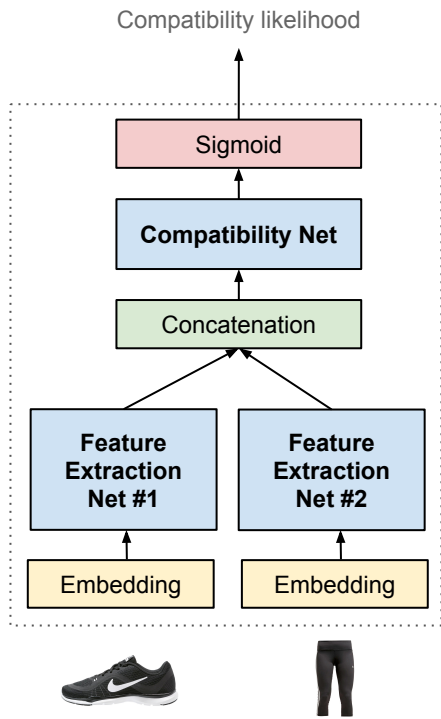 Compatibility likelihood
Sigmoid
Compatibility Net
Concatenation
Feature
Extraction
Net #1
Feature
Extraction
Net #2
Embedding
Embedding